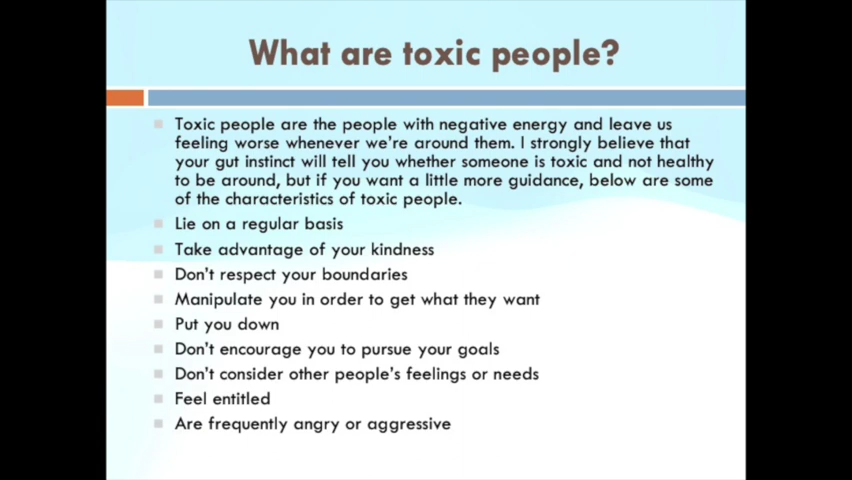 What are toxic people?
Toxic people are the people with negative energy and leave us
feeling worse whenever we're around them. I strongly believe that
your gut instinct will tell you whether someone is toxic and not healthy
to be around, but if you want a little more guidance, below are some
of the characteristics of toxic people.
Lie on a regular basis
Take advantage of your kindness
Don't respect your boundaries
Manipulate you in order to get what they want
Put you down
Don't encourage you to pursue your goals
Don't consider other people's feelings or needs
Feel entitled
Are frequently angry or aggressive